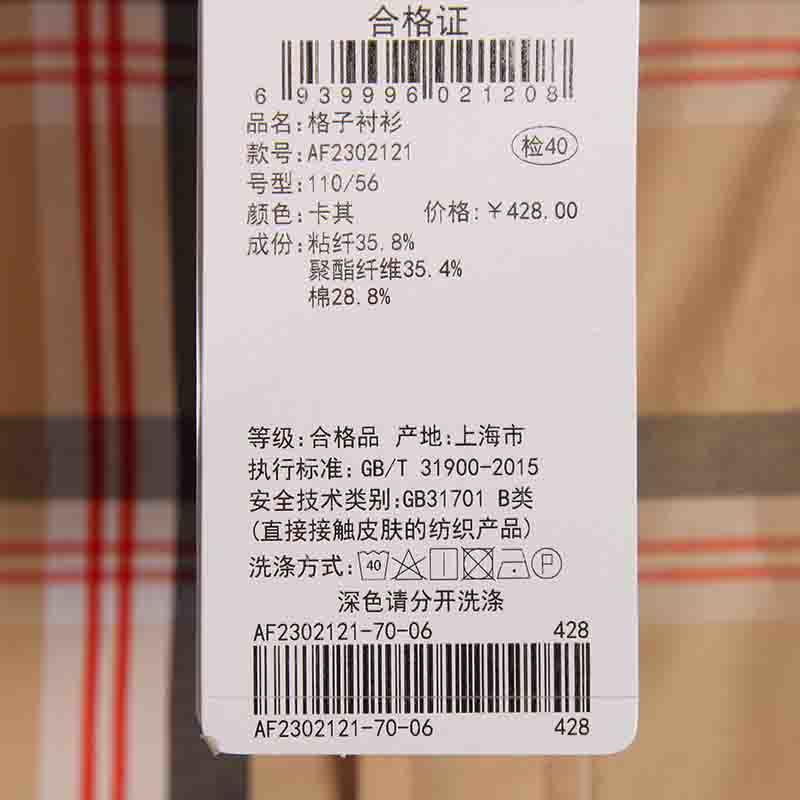 合格证
6 939996 021208
品名:格子衬衫
款号:AF2302121
检40
号型:110/56
颜色:卡其 价格:￥428.00
成份:粘纤35.8%
聚酯纤维35.4%
棉28.8%
等级:合格品 产地:上海市
执行标准:GB/T 31900-2015
安全技术类别:GB31701 B类
(直接接触皮肤的纺织产品)
洗涤方式: 40 P
深色请分开洗涤
AF2302121-70-06 428
AF2302121-70-06 428